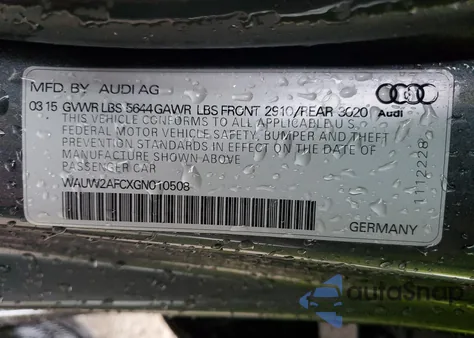 MFD. BY AUDI AG
03 15 GVWR LBS 5644 GAWR LBS FRONT 2910/REAR 3020
Audi
THIS VEHICLE CONFORMS TO ALL APPLICABLE U.S.
FEDERAL MOTOR VEHICLE SAFETY, BUMPER AND THEFT
PREVENTION STANDARDS IN EFFECT ON THE DATE OF
MANUFACTURE SHOWN ABOVE
PASSENGER CAR
1112228
WAUW2AFCXGN010508
GERMANY
autoSnap